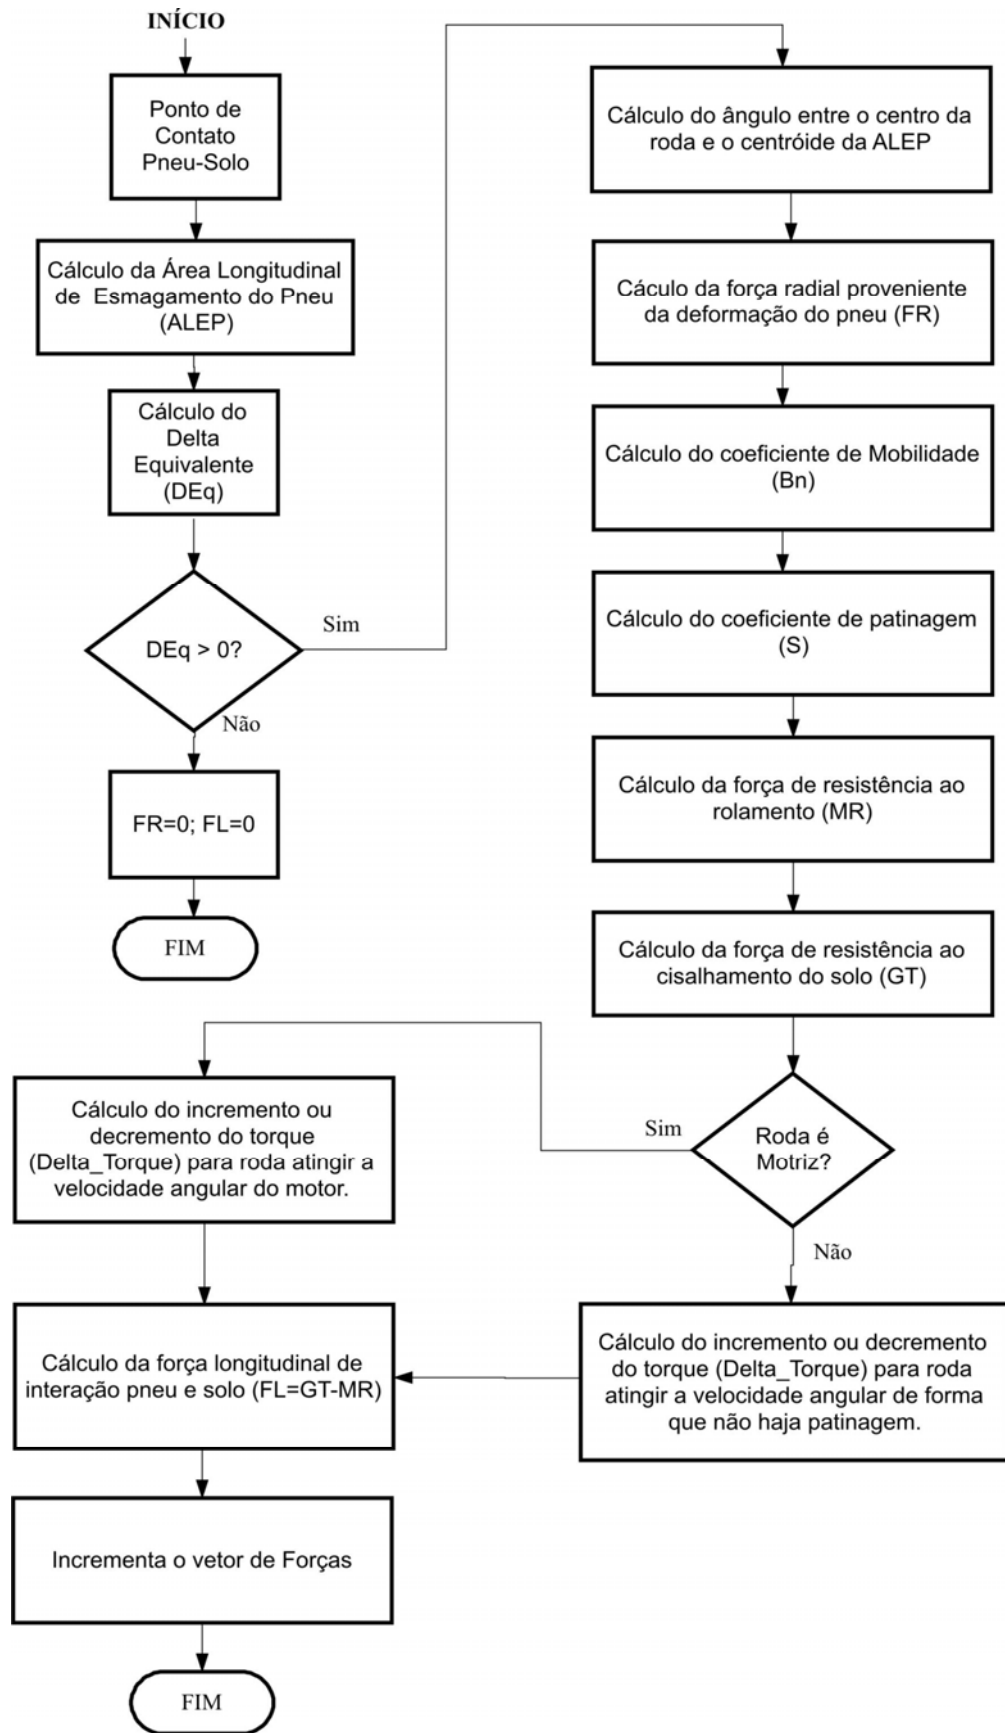 INÍCIO
Ponto de
Contato
Pneu-Solo
Cálculo da Área Longitudinal
de Esmagamento do Pneu
(ALEP)
Cálculo do
Delta
Equivalente
(DEq)
DEq > 0?
Sim
Não
FR=0; FL=0
FIM
Cálculo do ângulo entre o centro da
roda e o centróide da ALEP
Cáculo da força radial proveniente
da deformação do pneu (FR)
Cálculo do coeficiente de Mobilidade
(Bn)
Cálculo do coeficiente de patinagem
(S)
Cálculo da força de resistência ao
rolamento (MR)
Cálculo da força de resistência ao
cisalhamento do solo (GT)
Roda é
Motriz?
Sim
Não
Cálculo do incremento ou
decremento do torque
(Delta_Torque) para roda atingir a
velocidade angular do motor.
Cálculo do incremento ou decremento
do torque (Delta_Torque) para roda
atingir a velocidade angular de forma
que não haja patinagem.
Cálculo da força longitudinal de
interação pneu e solo (FL=GT-MR)
Incrementa o vetor de Forças
FIM